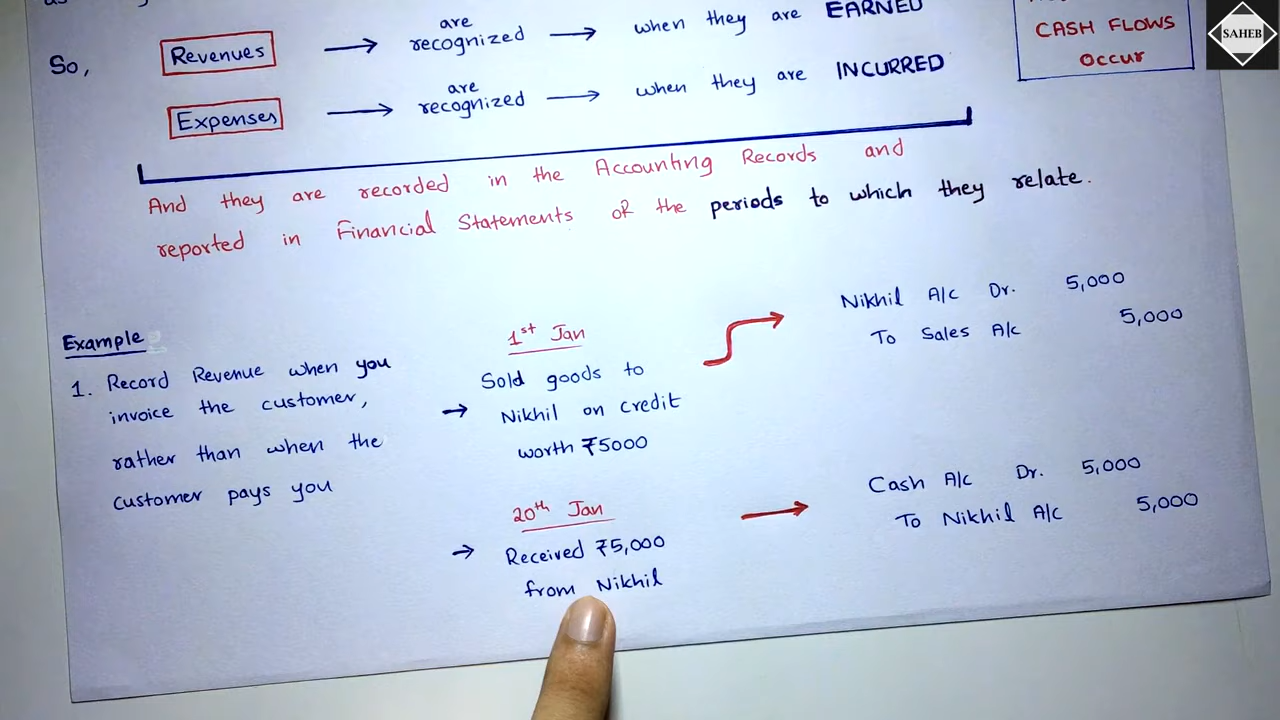 So,
Revenues → are recognized → when they are EARNED
Expenses → are recognized → when they are INCURRED
CASH FLOWS
Occur
SAHEB
And they are recorded in the Accounting Records and
reported in Financial Statements of the periods to which they relate.
Example
1. Record Revenue when you
invoice the customer,
rather than when the
customer pays you
1st Jan
→ Sold goods to
Nikhil on credit
worth ₹5000
Nikhil A/c Dr. 5,000
To Sales A/c 5,000
20th Jan
→ Received ₹5,000
from Nikhil
Cash A/c Dr. 5,000
To Nikhil A/c 5,000